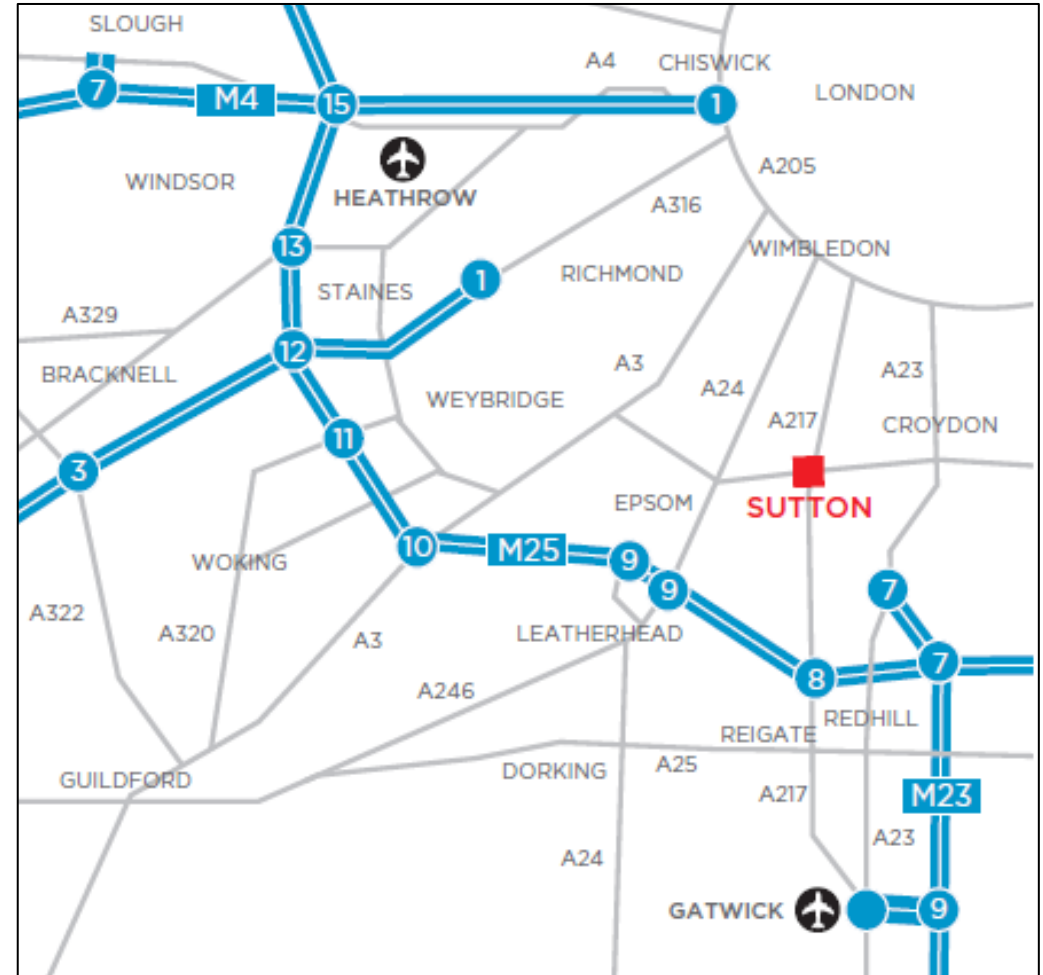 SLOUGH
A4
CHISWICK
LONDON
7
M4
15
1
WINDSOR
HEATHROW
A205
A316
13
STAINES
1
RICHMOND
WIMBLEDON
A329
12
BRACKNELL
WEYBRIDGE
A3
A24
A23
A217
CROYDON
11
3
EPSOM
SUTTON
WOKING
10
M25
9
9
7
A322
A320
A3
LEATHERHEAD
7
8
A246
REDHILL
REIGATE
GUILDFORD
DORKING
A25
A217
M23
A23
A24
GATWICK
9